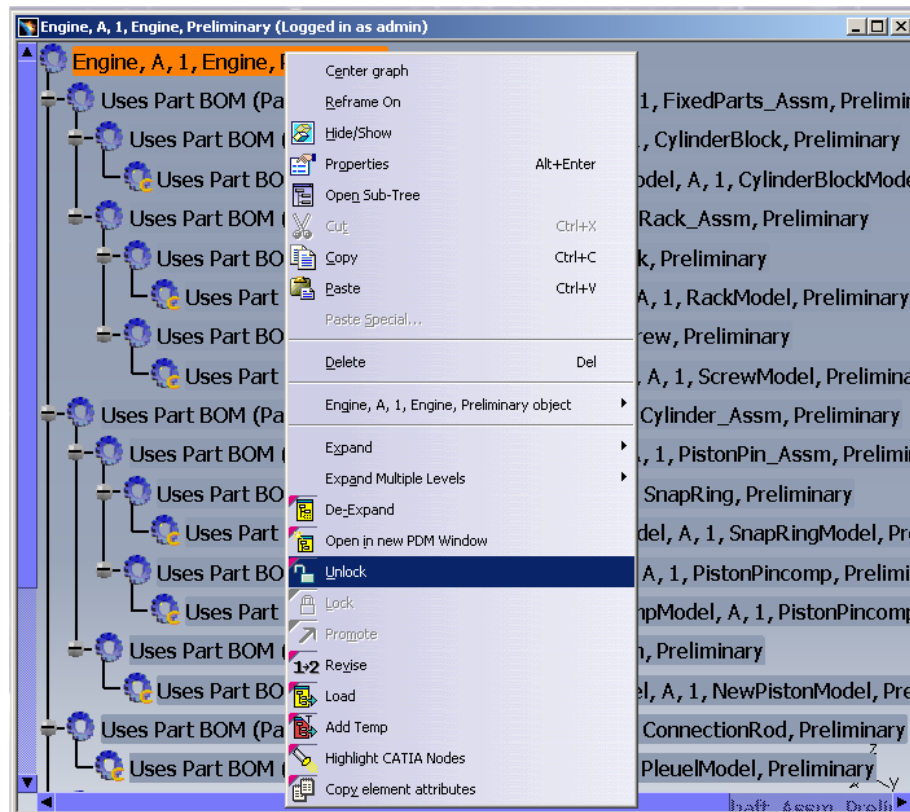 Engine, A, 1, Engine, Preliminary (Logged in as admin)
Engine, A, 1, Engine,
Center graph
Uses Part BOM (Pa 1, FixedParts_Assm, Prelimir
Reframe On
Uses Part BOM , CylinderBlock, Preliminary
Hide/Show
Properties Alt+Enter
Uses Part BO odel, A, 1, CylinderBlockMode
Open Sub-Tree
Uses Part BOM Rack_Assm, Preliminary
Cut Ctrl+X
Uses Part BO k, Preliminary
Copy Ctrl+C
Paste Ctrl+V
Uses Part A, 1, RackModel, Preliminary
Paste Special...
Uses Part BO rew, Preliminary
Delete Del
Uses Part , A, 1, ScrewModel, Prelimina
Engine, A, 1, Engine, Preliminary object
Uses Part BOM (Pa Cylinder_Assm, Preliminary
Expand
Uses Part BOM , 1, PistonPin_Assm, Prelimi
Expand Multiple Levels
Uses Part BO SnapRing, Preliminary
De-Expand
Uses Part del, A, 1, SnapRingModel, Pre
Open in new PDM Window
Unlock
Uses Part BO A, 1, PistonPincomp, Prelimi
Lock
Uses Part mpModel, A, 1, PistonPincomp
Promote
Uses Part BOM , Preliminary
1→2 Revise
Uses Part BO el, A, 1, NewPistonModel, Pre
Load
Add Temp
Uses Part BOM (Pa ConnectionRod, Preliminary
Z
Highlight CATIA Nodes
Uses Part BOM PleuelModel, Preliminary
x y
Copy element attributes